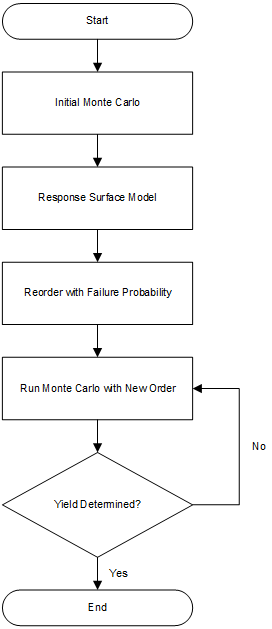 Start
Initial Monte Carlo
Response Surface Model
Reorder with Failure Probability
Run Monte Carlo with New Order
No
Yield Determined?
Yes
End